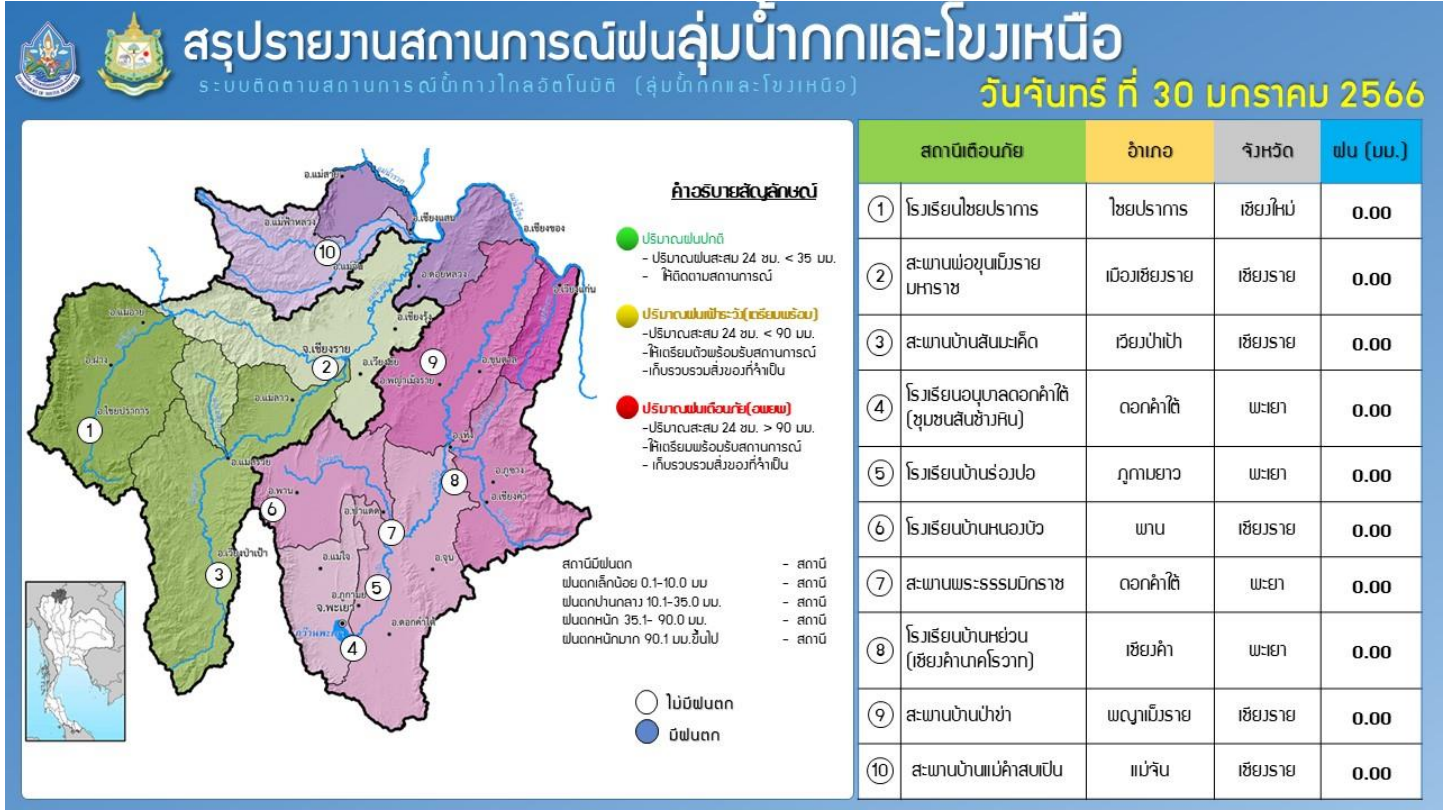 สรุปรายงานสถานการณ์ฝนลุ่มน้ำกกและโขงเหนือ
ระบบติดตามสถานการณ์น้ำทางไกลอัตโนมัติ (ลุ่มน้ำกกและโขงเหนือ)
วันจันทร์ ที่ 30 มกราคม 2566
อ.แม่สาย
อ.แม่ฟ้าหลวง
อ.เชียงแสน
อ.เชียงของ
10
อ.ดอยหลวง
อ.เวียงแก่น
อ.แม่อาย
อ.เชียงรุ้ง
จ.เชียงราย
อ.ฝาง
2
9
อ.ขุนตาล
อ.พญาเม็งราย
อ.แม่ลาว
อ.ไชยปราการ
1
อ.เทิง
อ.แม่สรวย
8
อ.ภูซาง
อ.พาน
อ.เชียงคำ
6
อ.ป่าแดด
7
อ.เวียงป่าเป้า
อ.แม่ใจ
อ.จุน
3
5
จ.พะเยา
อ.ดอกคำใต้
4
คำอธิบายสัญลักษณ์
ปริมาณฝนปกติ
- ปริมาณฝนสะสม 24 ชม. < 35 มม.
- ให้ติดตามสถานการณ์
ปริมาณฝนเฝ้าระวัง(เตรียมพร้อม)
-ปริมาณสะสม 24 ชม. < 90 มม.
-ให้เตรียมตัวพร้อมรับสถานการณ์
-เก็บรวบรวมสิ่งของที่จำเป็น
ปริมาณฝนเตือนภัย(อพยพ)
-ปริมาณสะสม 24 ชม. > 90 มม.
-ให้เตรียมพร้อมรับสถานการณ์
- เก็บรวบรวมสิ่งของที่จำเป็น
สถานีมีฝนตก - สถานี
ฝนตกเล็กน้อย 0.1-10.0 มม - สถานี
ฝนตกปานกลาง 10.1-35.0 มม. - สถานี
ฝนตกหนัก 35.1- 90.0 มม. - สถานี
ฝนตกหนักมาก 90.1 มม.ขึ้นไป - สถานี
ไม่มีฝนตก
มีฝนตก
สถานีเตือนภัย อำเภอ จังหวัด ฝน (มม.)
1 โรงเรียนไชยปราการ ไชยปราการ เชียงใหม่ 0.00
2 สะพานพ่อขุนเม็งราย
มหาราช เมืองเชียงราย เชียงราย 0.00
3 สะพานบ้านสันมะเค็ด เวียงป่าเป้า เชียงราย 0.00
4 โรงเรียนอนุบาลดอกคำใต้
(ชุมชนสันช้างหิน) ดอกคำใต้ พะเยา 0.00
5 โรงเรียนบ้านร่องปอ ภูกามยาว พะเยา 0.00
6 โรงเรียนบ้านหนองบัว พาน เชียงราย 0.00
7 สะพานพระธรรมมิกราช ดอกคำใต้ พะยา 0.00
8 โรงเรียนบ้านหย่วน
(เชียงคำนาคโรวาท) เชียงคำ พะเยา 0.00
9 สะพานบ้านป่าข่า พญาเม็งราย เชียงราย 0.00
10 สะพานบ้านแม่คำสบเปิน แม่จัน เชียงราย 0.00